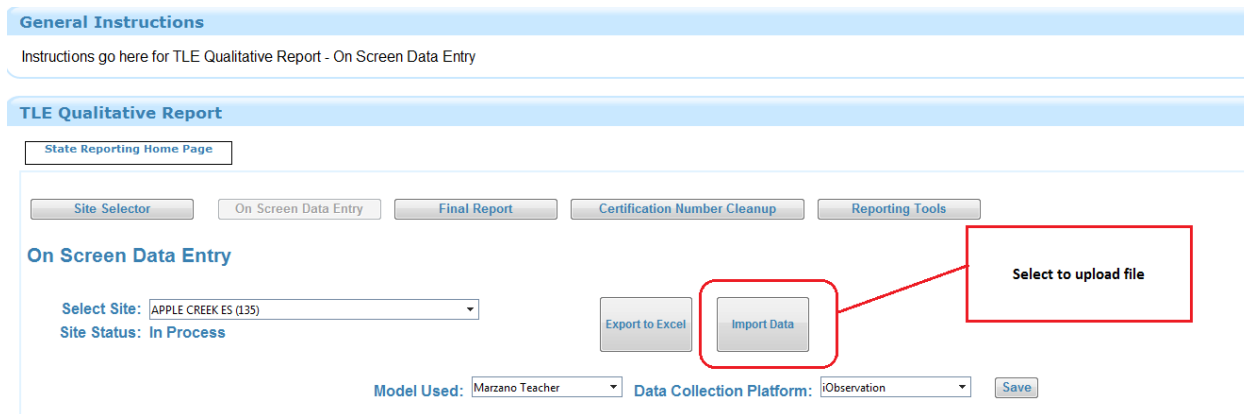 General Instructions
Instructions go here for TLE Qualitative Report - On Screen Data Entry
TLE Qualitative Report
State Reporting Home Page
Site Selector On Screen Data Entry Final Report Certification Number Cleanup Reporting Tools
On Screen Data Entry
Select to upload file
Select Site: APPLE CREEK ES (135)
Site Status: In Process
Export to Excel Import Data
Model Used: Marzano Teacher Data Collection Platform: iObservation Save